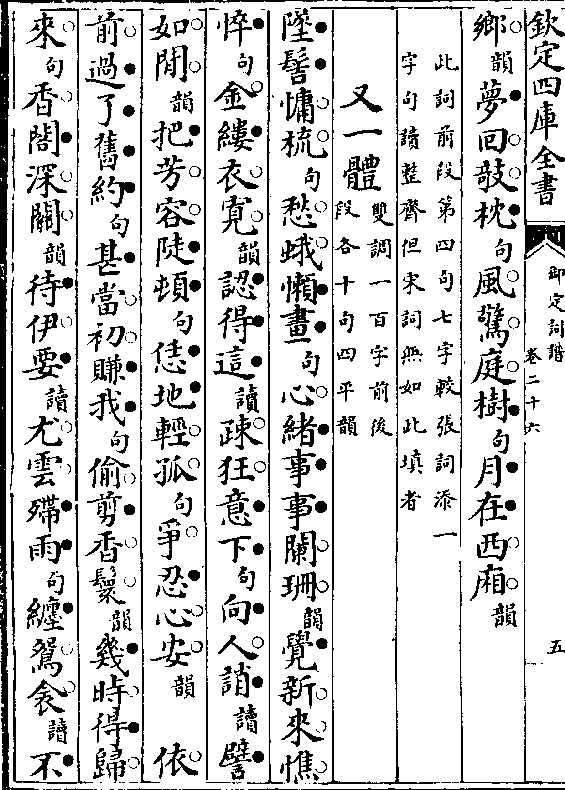 欽定四庫全書
御定詞譜
卷二十六
五
鄉韻夢回敧枕句風驚庭樹句月在西廂韻
此詞前段第四句七字較張詞添一
字句讀整齊但宋詞無如此填者
又一體雙調一百字前後
段各十句四平韻
墜髻慵梳句愁蛾懶畫句心緒事事闌珊韻覺新來憔
悴句金縷衣寛韻認得這讀疎狂意下句向人誚讀譬
如閒韻把芳容陡頓句恁地輕孤句爭忍心安韻 依
前過了舊約句甚當初賺我句偷剪香鬟韻幾時得歸
來句香閣深關韻待伊要讀尤雲殢雨句纏鴛衾讀不